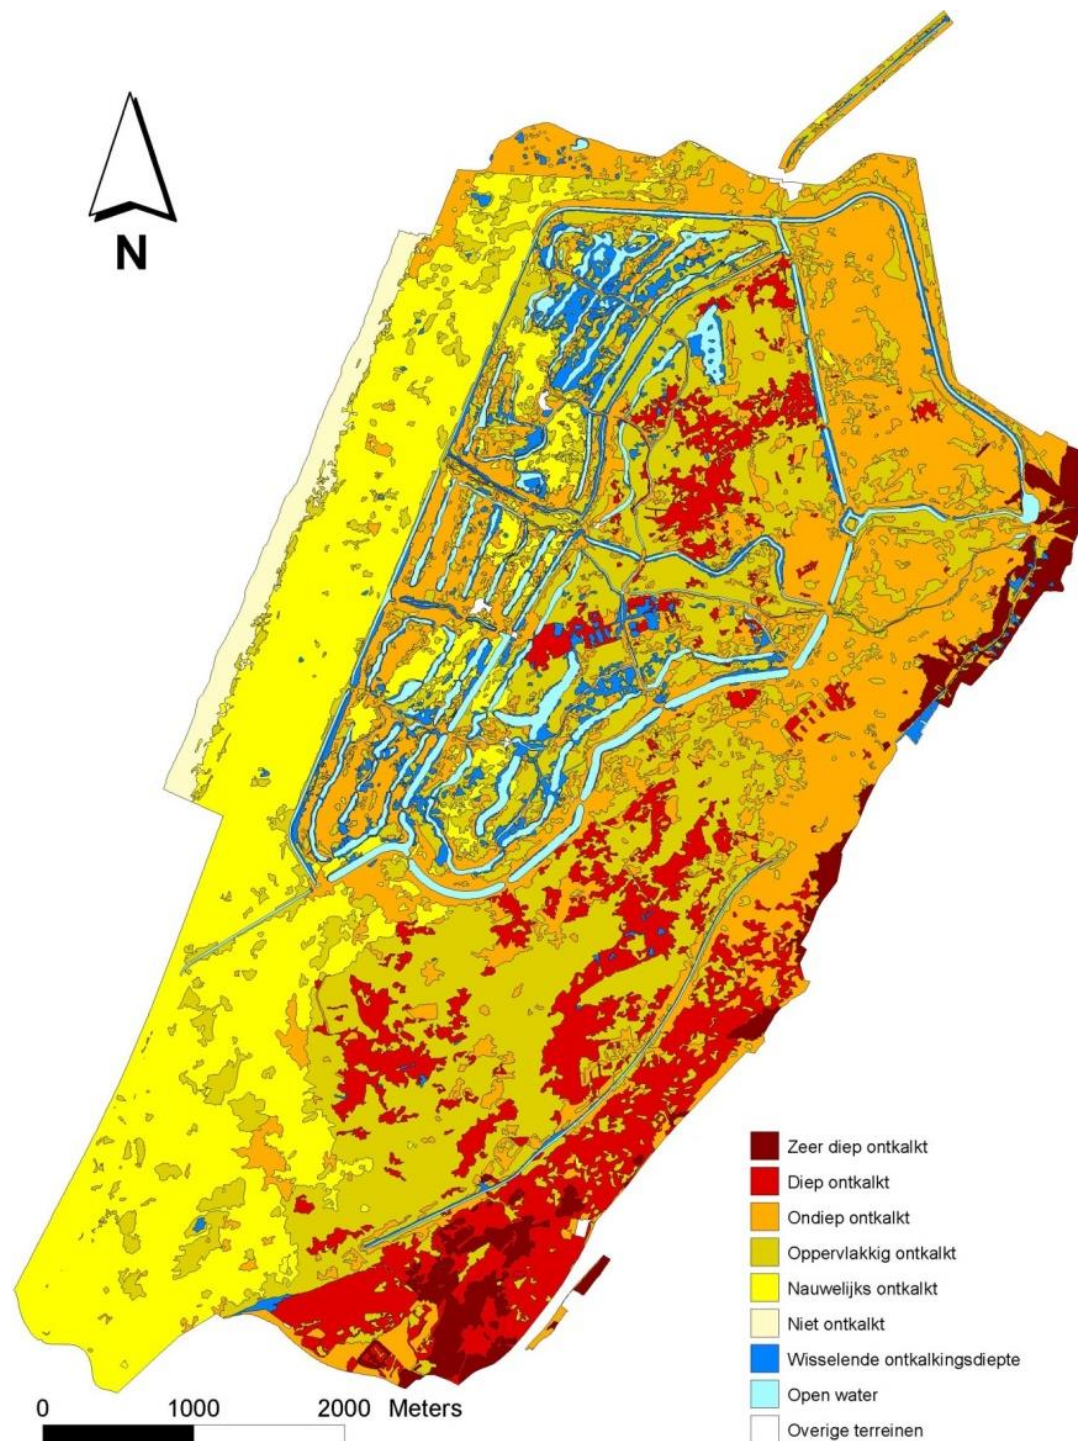 N
Zeer diep ontkalkt
Diep ontkalkt
Ondiep ontkalkt
Oppervlakkig ontkalkt
Nauwelijks ontkalkt
Niet ontkalkt
Wisselende ontkalkingsdiepte
Open water
Overige terreinen
0 1000 2000 Meters